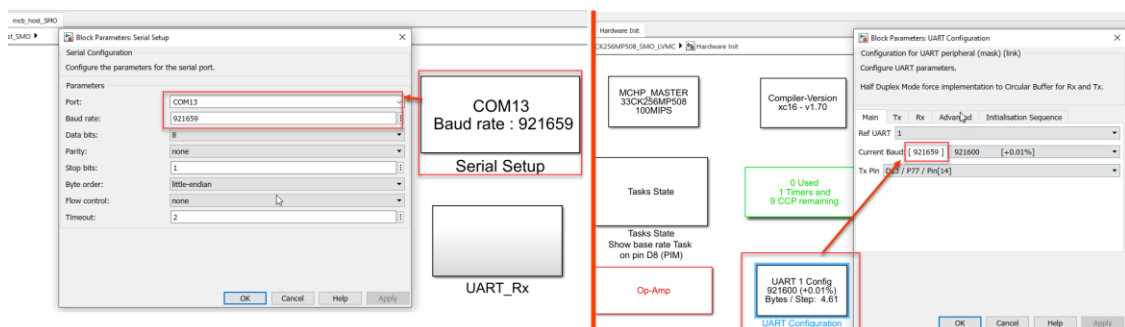 mcb_host_SMO
st_SMO
Block Parameters: Serial Setup
Serial Configuration
Configure the parameters for the serial port.
Parameters
Port: COM13
Baud rate: 921659
Data bits: 8
Parity: none
Stop bits: 1
Byte order: little-endian
Flow control: none
Timeout: 2
OK Cancel Help Apply
COM13
Baud rate : 921659
Serial Setup
UART_Rx
Hardware Init
CK256MP508_SMO_LVMC Hardware Init
MCHP_MASTER
33CK256MP508
100MIPS
Compiler-Version
xc16 - v1.70
Tasks State
0 Used
1 Timers and
9 CCP remaining
Tasks State
Show base rate Task
on pin D8 (PIM)
Op-Amp
UART 1 Config
921600 (+0.01%)
Bytes / Step: 4.61
UART Configuration
Block Parameters: UART Configuration
Configuration for UART peripheral (mask) (link)
Configure UART parameters.
Half Duplex Mode force implementation to Circular Buffer for Rx and Tx.
Main Tx Rx Advanced Initialisation Sequence
Ref UART 1
Current Baud: [ 921659 ] 921600 [+0.01%]
Tx Pin D13 / P77 / Pin[14]
OK Cancel Help Apply